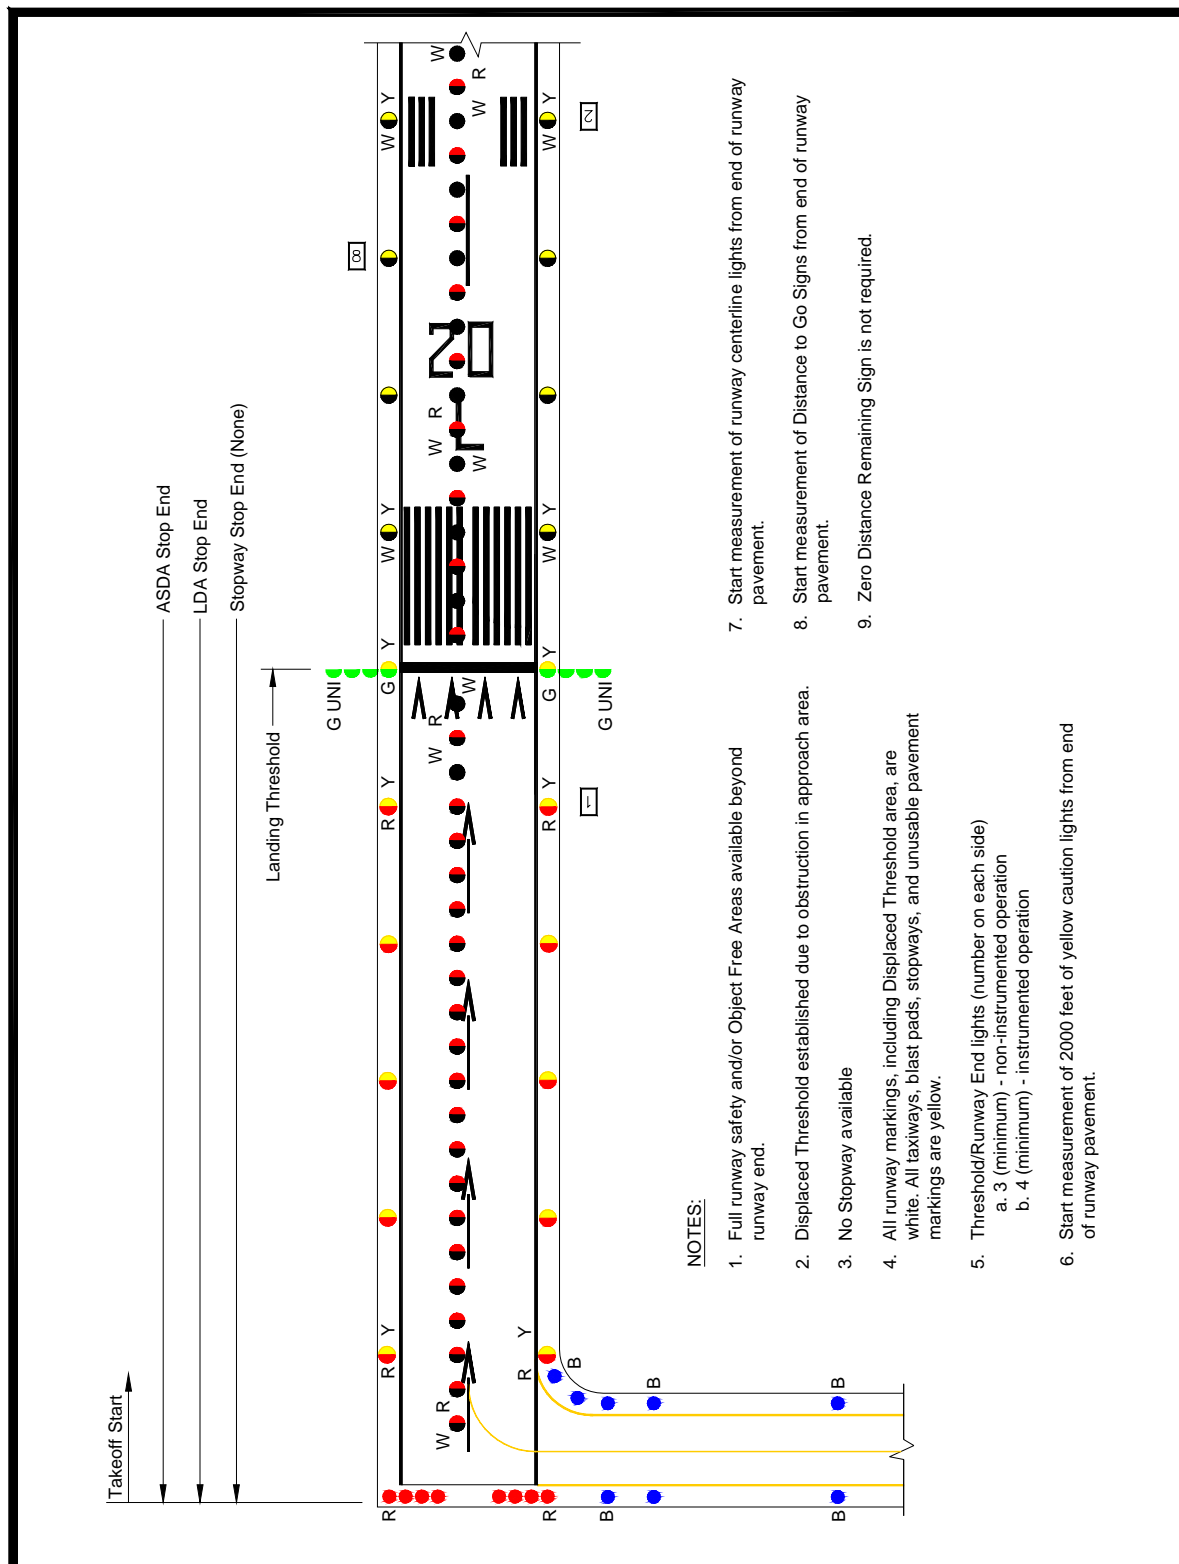 Takeoff Start
ASDA Stop End
LDA Stop End
Stopway Stop End (None)
Landing Threshold
G UNI
G UNI
R
R
Y
R
Y
G
Y
W
Y
W
Y
8
W
R
W
R
W
W
R
W
W
R
W
W
20
L
R
R
Y
R
Y
G
Y
W
Y
W
Y
1
2
B
B
B
B
B
NOTES:
1. Full runway safety and/or Object Free Areas available beyond
runway end.
2. Displaced Threshold established due to obstruction in approach area.
3. No Stopway available
4. All runway markings, including Displaced Threshold area, are
white. All taxiways, blast pads, stopways, and unusable pavement
markings are yellow.
5. Threshold/Runway End lights (number on each side)
a. 3 (minimum) - non-instrumented operation
b. 4 (minimum) - instrumented operation
6. Start measurement of 2000 feet of yellow caution lights from end
of runway pavement.
7. Start measurement of runway centerline lights from end of runway
pavement.
8. Start measurement of Distance to Go Signs from end of runway
pavement.
9. Zero Distance Remaining Sign is not required.